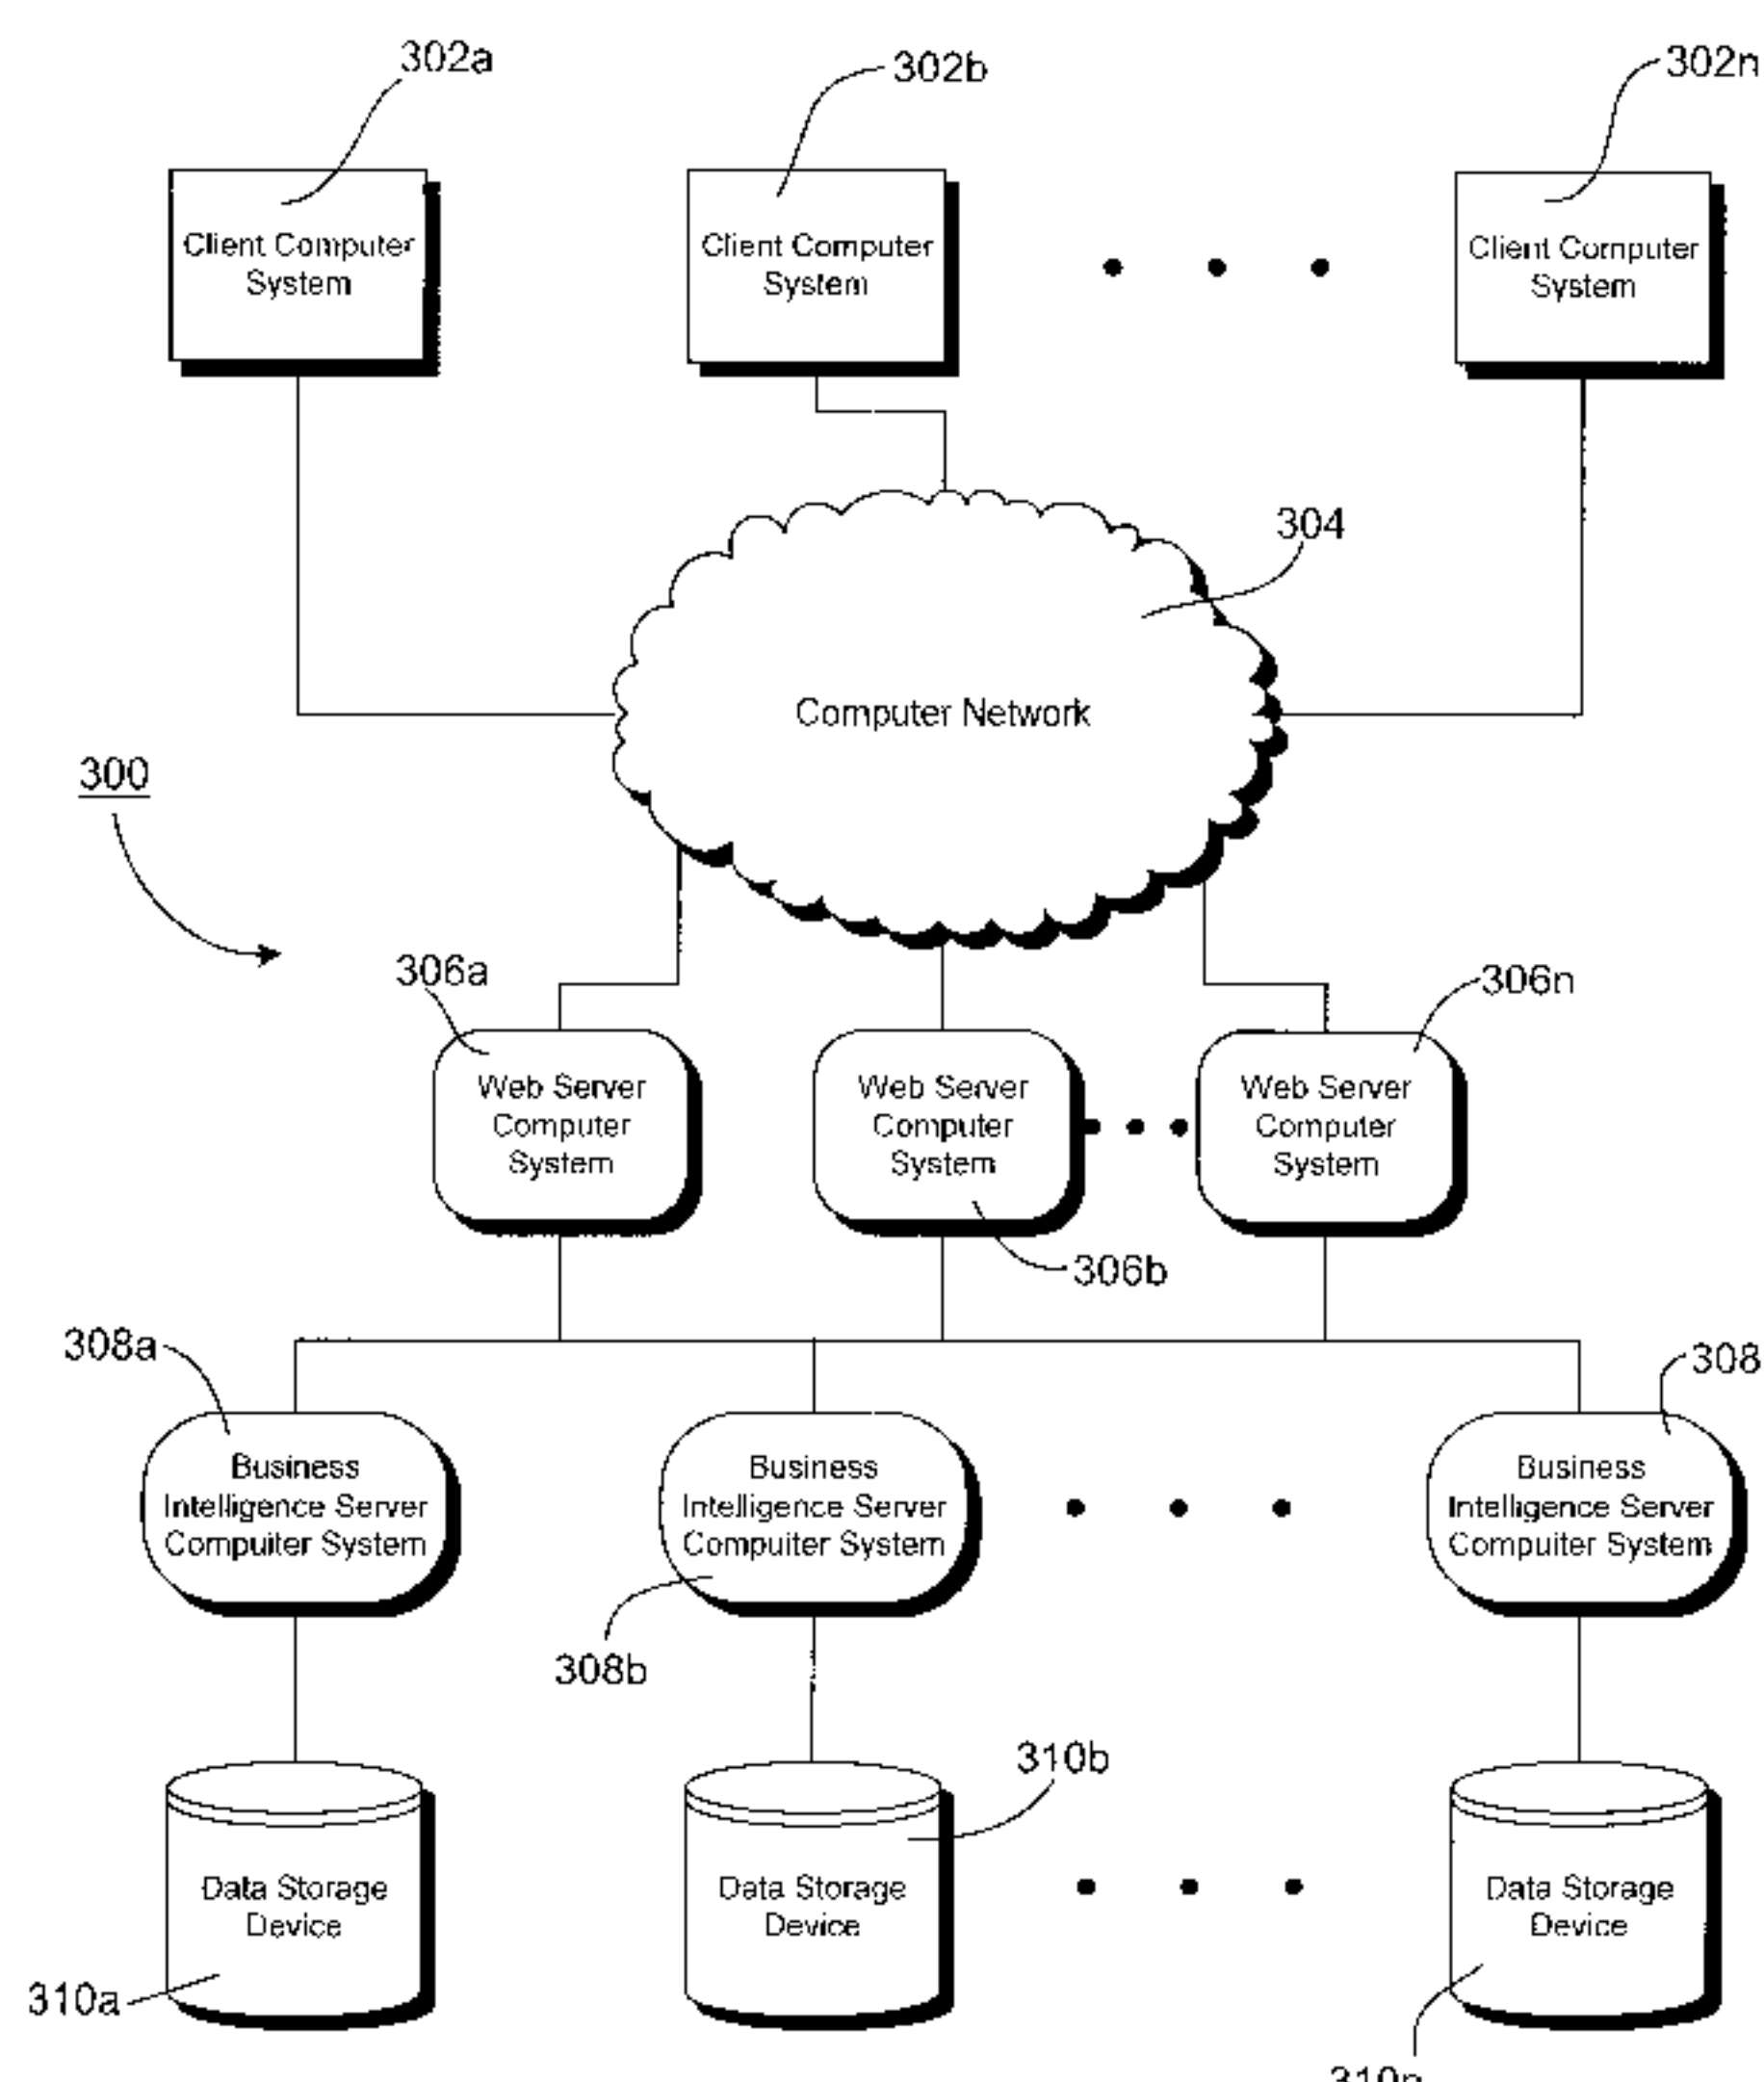 302a
302b
302n
Client Computer
System
Client Computer
System
Client Computer
System
304
Computer Network
300
306a
306n
Web Server
Computer
System
Web Server
Computer
System
Web Server
Computer
System
306b
308a
308
Business
Intelligence Server
Compuiter System
Business
Intelligence Server
Compuiter System
Business
Intelligence Server
Compuiter System
308b
310b
Data Storage
Device
Data Storage
Device
Data Storage
Device
310a
310n